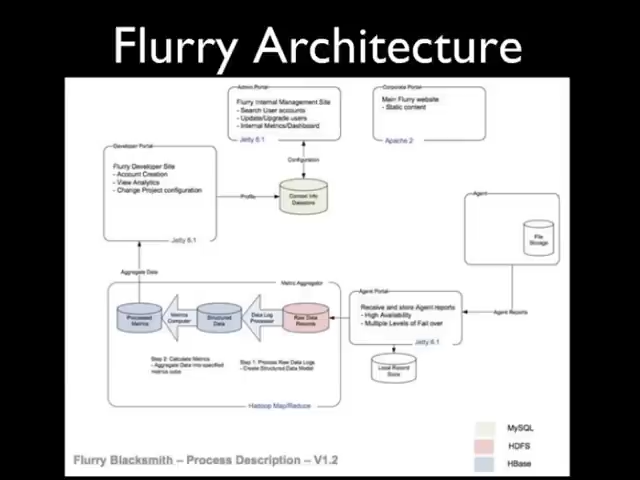 Flurry Architecture
Admin Portal
Flurry Internal Management Site
- Search User accounts
- Update/Upgrade users
- Internal Metrics/Dashboard
Jetty 6.1
Corporate Portal
Main Flurry website
- Static content
Apache 2
Configuration
Developer Portal
Flurry Developer Site
- Account Creation
- View Analytics
- Change Project configuration
Jetty 6.1
Profile
Info
Datastore
Agent
File
Storage
Aggregate Data
Metric Aggregator
Processed
Metrics
Metrics
Computer
Structured
Data
Data Log
Processor
Raw Data
Records
Agent Portal
Receive and store Agent reports
- High Availability
- Multiple Levels of Fail over
Jetty 6.1
Agent Reports
Step 2: Calculate Metrics
- Aggregate Data into specified
metrics cube
Step 1: Process Raw Data Logs
- Create Structured Data Model
Local Record
Store
Hadoop Map/Reduce
MySQL
HDFS
HBase
Flurry Blacksmith – Process Description – V1.2